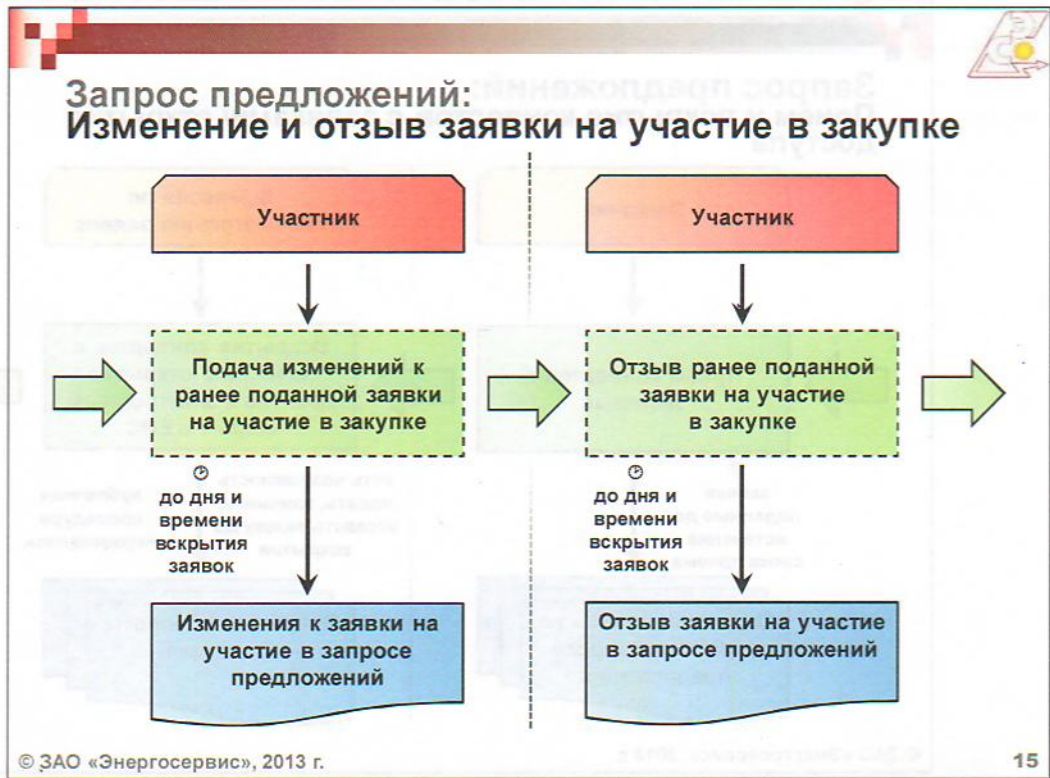 Запрос предложений:
Изменение и отзыв заявки на участие в закупке
Участник
Подача изменений к
ранее поданной заявки
на участие в закупке
до дня и
времени
вскрытия
заявок
Изменения к заявки на
участие в запросе
предложений
Участник
Отзыв ранее поданной
заявки на участие
в закупке
до дня и
времени
вскрытия
заявок
Отзыв заявки на участие
в запросе предложений
© ЗАО «Энергосервис», 2013 г.
15